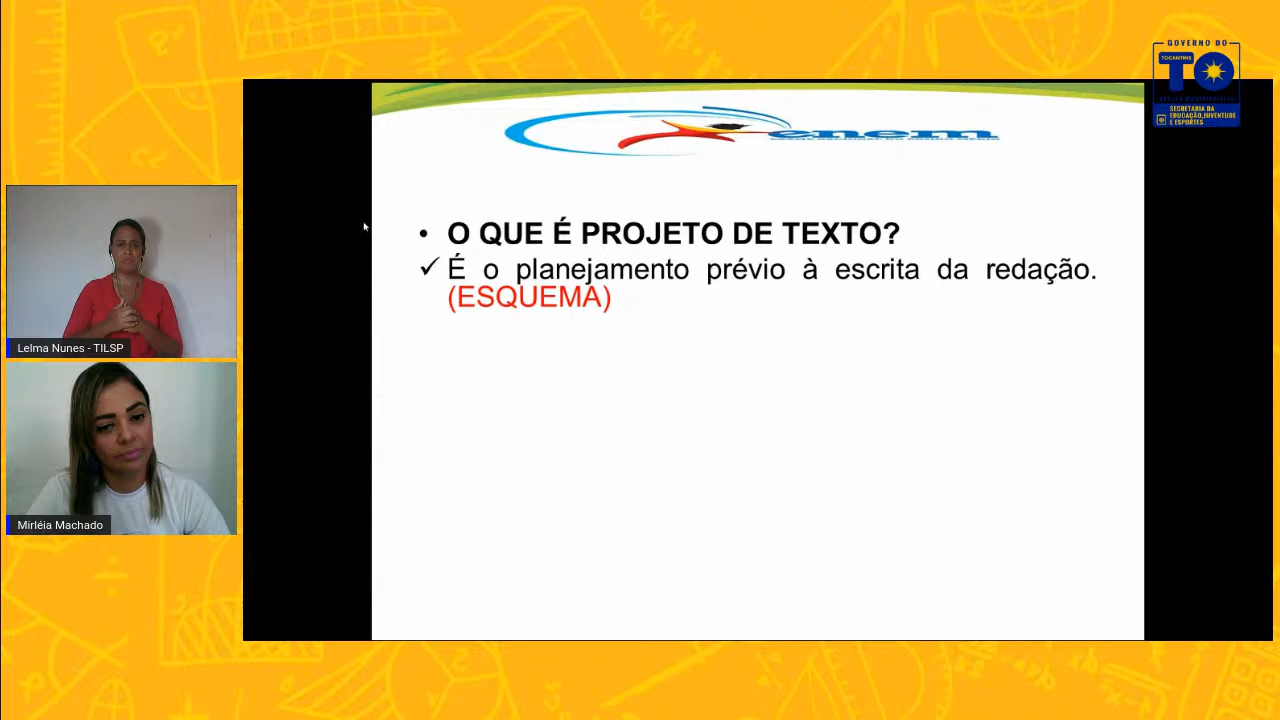 GOVERNO DO
TOCANTINS
TO
SECRETARIA DA
EDUCAÇÃO, JUVENTUDE
E ESPORTES
enem
• O QUE É PROJETO DE TEXTO?
✓ É o planejamento prévio à escrita da redação.
(ESQUEMA)
Lelma Nunes - TILSP
Mirléia Machado